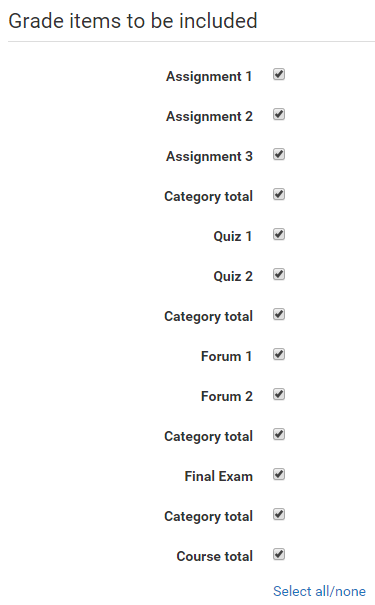 Grade items to be included
Assignment 1
Assignment 2
Assignment 3
Category total
Quiz 1
Quiz 2
Category total
Forum 1
Forum 2
Category total
Final Exam
Category total
Course total
Select all/none